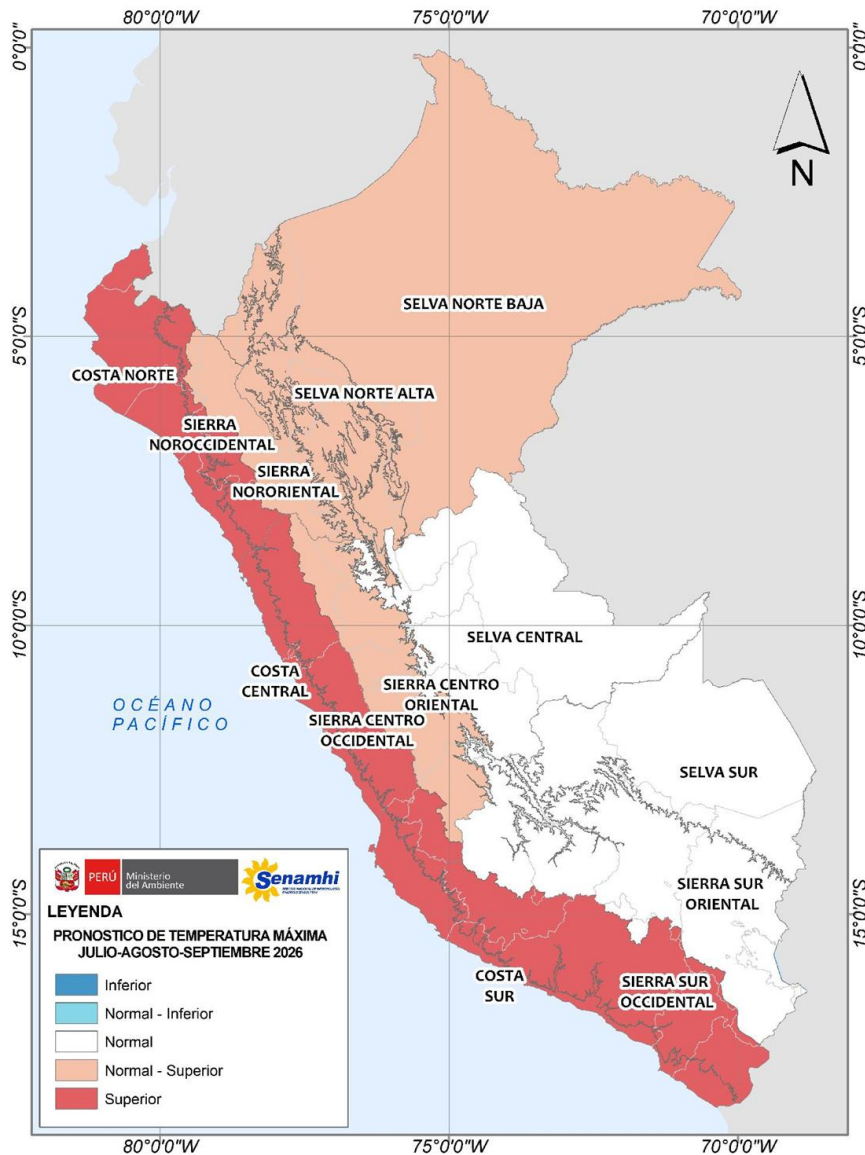 80°0'0"W
75°0'0"W
70°0'0"W
0°0'0"
0°0'0"
N
SELVA NORTE BAJA
5°0'0"S
5°0'0"S
COSTA NORTE
SELVA NORTE ALTA
SIERRA
NOROCCIDENTAL
SIERRA
NORORIENTAL
10°0'0"S
10°0'0"S
SELVA CENTRAL
COSTA
CENTRAL
SIERRA CENTRO
ORIENTAL
OCÉANO
PACÍFICO
SIERRA CENTRO
OCCIDENTAL
SELVA SUR
SIERRA SUR
ORIENTAL
15°0'0"S
15°0'0"S
COSTA
SUR
SIERRA SUR
OCCIDENTAL
PERÚ
Ministerio
del Ambiente
Senamhi
LEYENDA
PRONOSTICO DE TEMPERATURA MÁXIMA
JULIO-AGOSTO-SEPTIEMBRE 2026
Inferior
Normal - Inferior
Normal
Normal - Superior
Superior
80°0'0"W
75°0'0"W
70°0'0"W